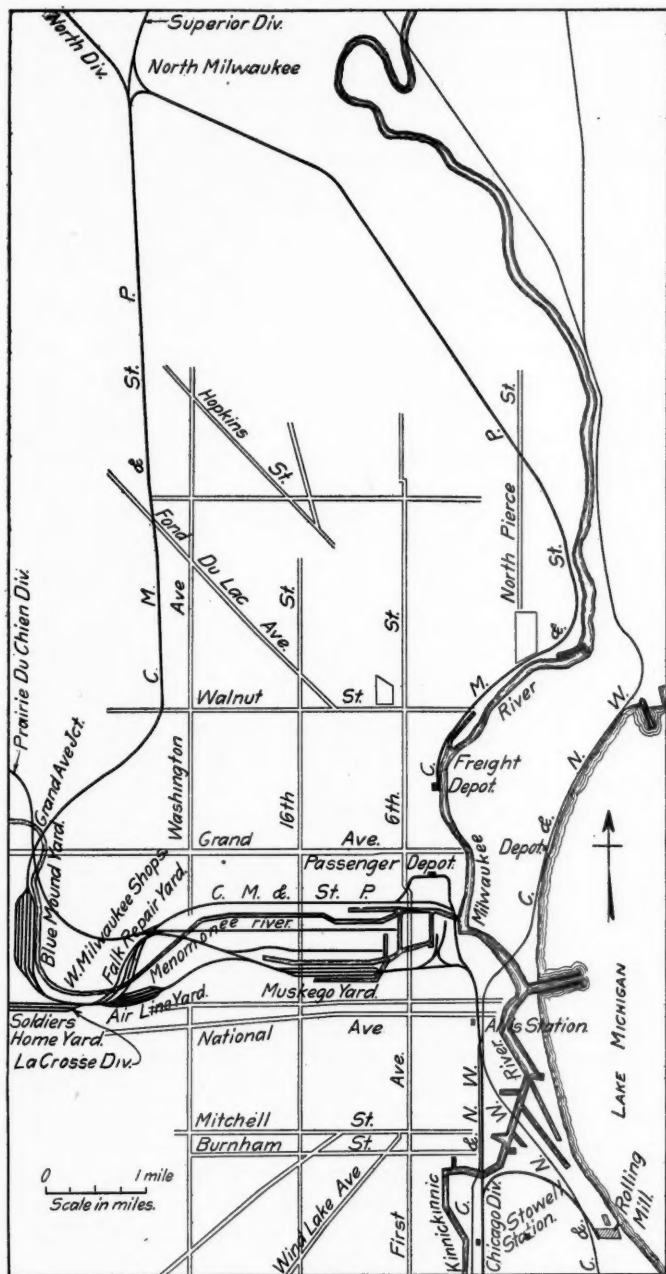 Superior Div.
North Div.
North Milwaukee
C. M. & St. P.
Hopkins St.
North Pierce St.
Fond Du Lac Ave.
Washington Ave
16th St.
6th. St.
C. M. & St. P.
Prairie Du Chien Div.
Walnut St.
River
Freight Depot.
C. & N. W.
Grand Ave Jct.
Grand Ave.
Passenger Depot.
Depot
Milwaukee
Blue Mound Yard.
W. Milwaukee Shops.
Falk Repair Yard.
C. M. & St. P.
Menomonee river.
Muskego Yard.
Air Line Yard.
Soldiers Home Yard.
La Crosse Div.
National Ave
Allis Station.
LAKE MICHIGAN
River.
C. & N. W.
Mitchell St.
Burnham St.
0 1 mile
Scale in miles.
Wind Lake Ave
First Ave.
Kinnickinnic
Chicago Div.
Stowell Station.
C. & N. W.
Rolling Mill.